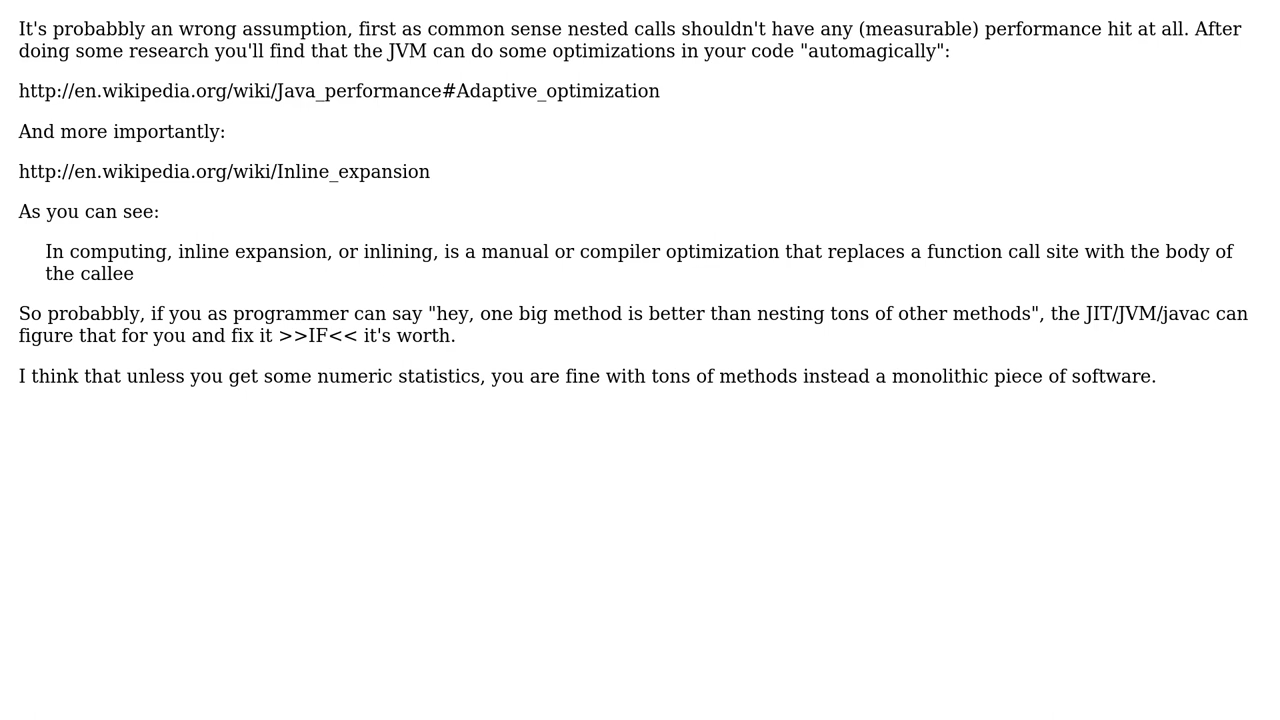 It's probabbly an wrong assumption, first as common sense nested calls shouldn't have any (measurable) performance hit at all. After
doing some research you'll find that the JVM can do some optimizations in your code "automagically":
http://en.wikipedia.org/wiki/Java_performance#Adaptive_optimization
And more importantly:
http://en.wikipedia.org/wiki/Inline_expansion
As you can see:
In computing, inline expansion, or inlining, is a manual or compiler optimization that replaces a function call site with the body of
the callee
So probabbly, if you as programmer can say "hey, one big method is better than nesting tons of other methods", the JIT/JVM/javac can
figure that for you and fix it >>IF<< it's worth.
I think that unless you get some numeric statistics, you are fine with tons of methods instead a monolithic piece of software.